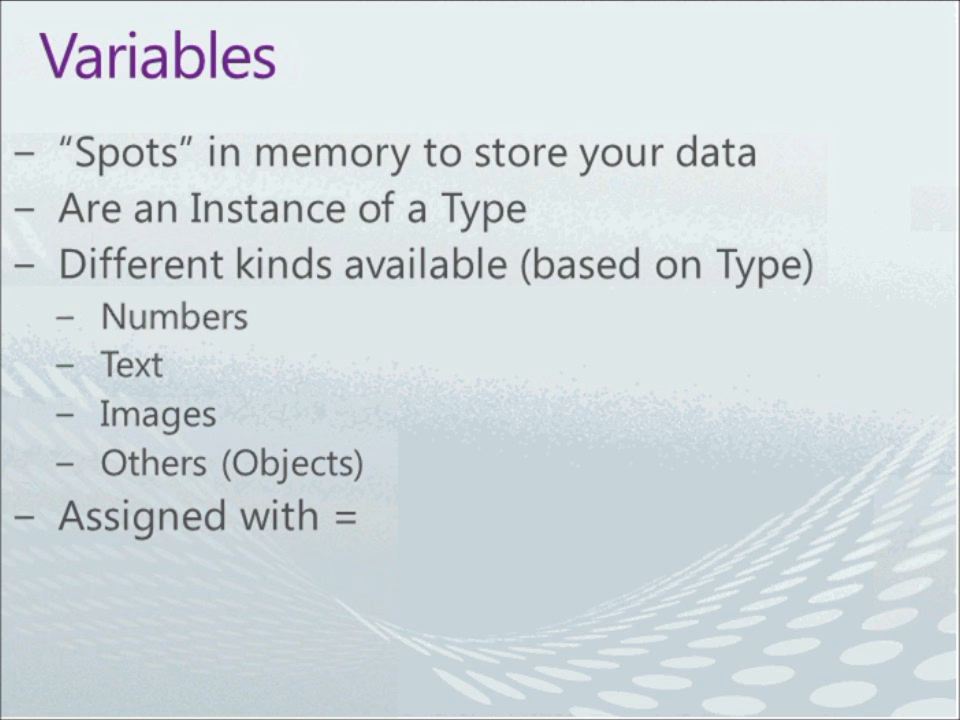 Variables
– “Spots” in memory to store your data
– Are an Instance of a Type
– Different kinds available (based on Type)
– Numbers
– Text
– Images
– Others (Objects)
– Assigned with =